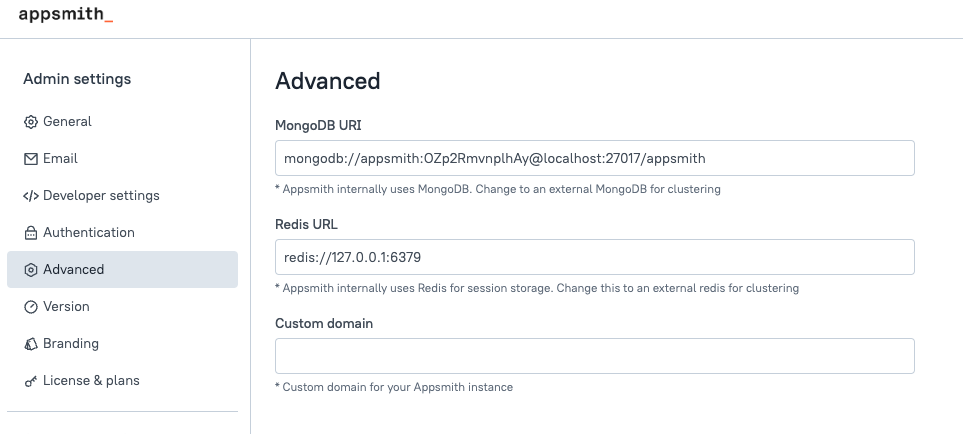 appsmith_
Admin settings
General
Email
Developer settings
Authentication
Advanced
Version
Branding
License & plans
Advanced
MongoDB URI
mongodb://appsmith:OZp2RmvnplhAy@localhost:27017/appsmith
* Appsmith internally uses MongoDB. Change to an external MongoDB for clustering
Redis URL
redis://127.0.0.1:6379
* Appsmith internally uses Redis for session storage. Change this to an external redis for clustering
Custom domain
* Custom domain for your Appsmith instance